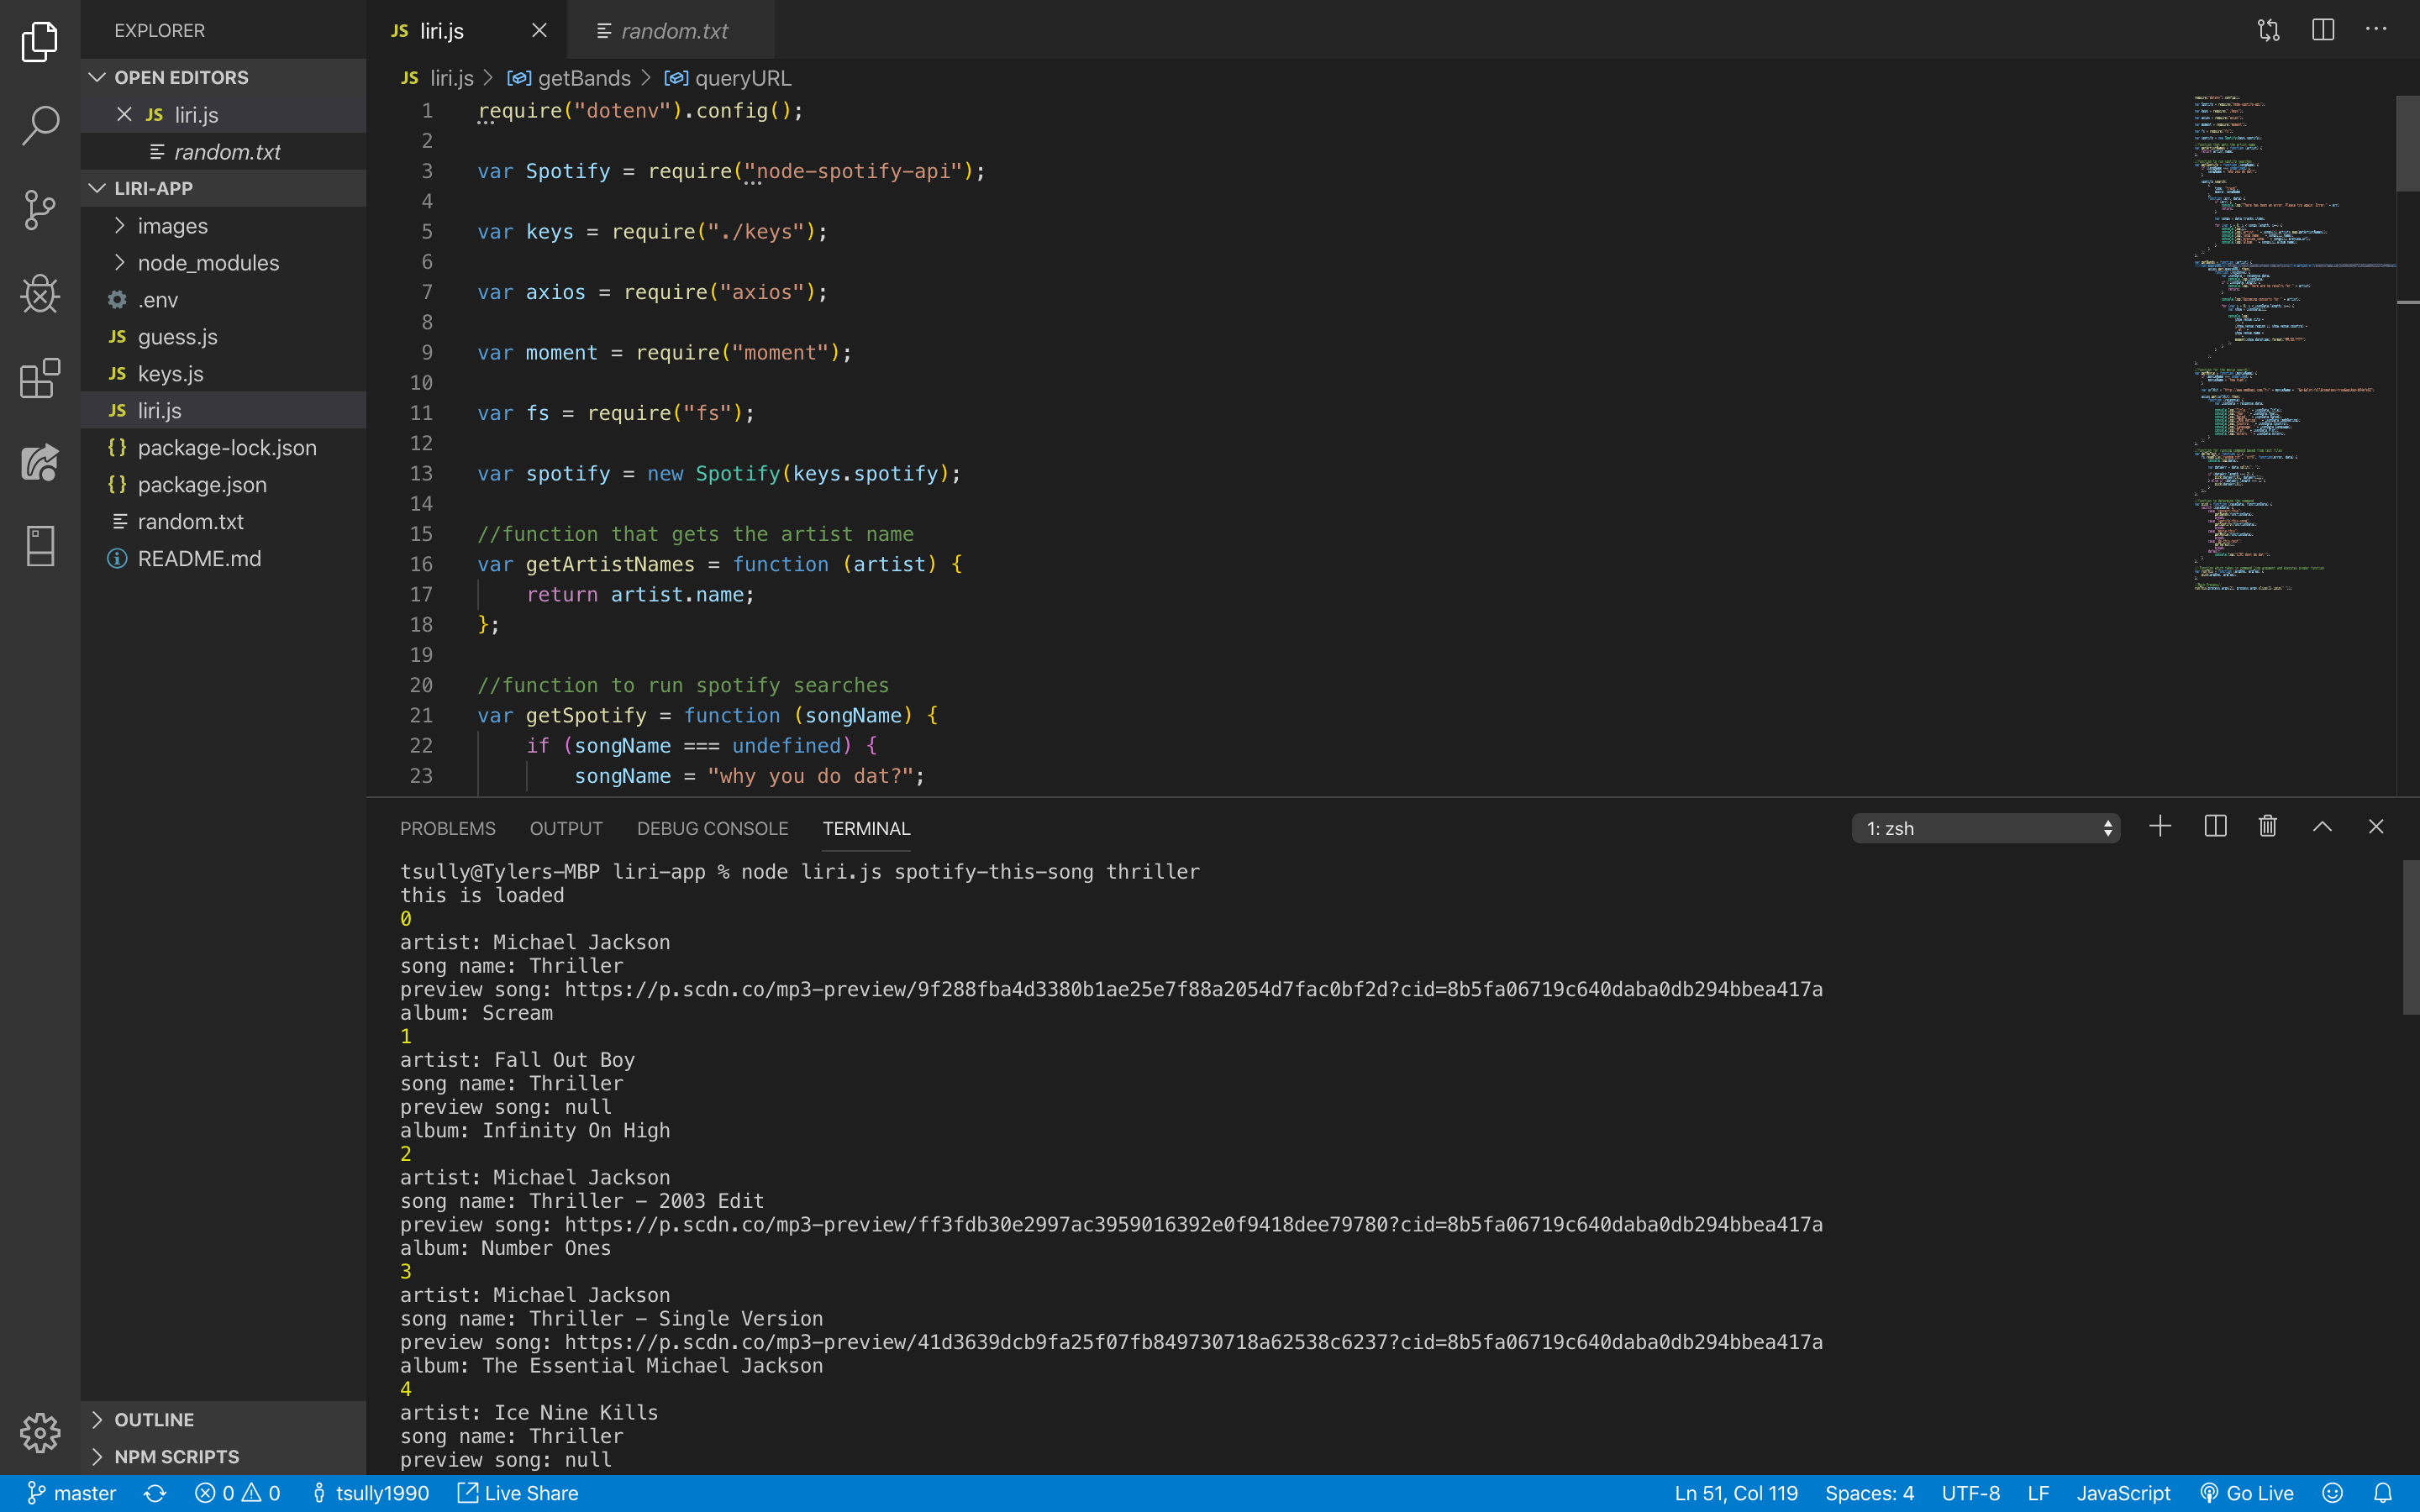 EXPLORER
OPEN EDITORS
JS liri.js
random.txt
LIRI-APP
images
node_modules
.env
JS guess.js
JS keys.js
JS liri.js
{} package-lock.json
{} package.json
random.txt
README.md
OUTLINE
NPM SCRIPTS
JS liri.js
random.txt
JS liri.js > getBands > queryURL
1 require("dotenv").config();
2
3 var Spotify = require("node-spotify-api");
4
5 var keys = require("./keys");
6
7 var axios = require("axios");
8
9 var moment = require("moment");
10
11 var fs = require("fs");
12
13 var spotify = new Spotify(keys.spotify);
14
15 //function that gets the artist name
16 var getArtistNames = function (artist) {
17 return artist.name;
18 };
19
20 //function to run spotify searches
21 var getSpotify = function (songName) {
22 if (songName === undefined) {
23 songName = "why you do dat?";
PROBLEMS OUTPUT DEBUG CONSOLE TERMINAL
1: zsh
tsully@Tylers-MBP liri-app % node liri.js spotify-this-song thriller
this is loaded
0
artist: Michael Jackson
song name: Thriller
preview song: https://p.scdn.co/mp3-preview/9f288fba4d3380b1ae25e7f88a2054d7fac0bf2d?cid=8b5fa06719c640daba0db294bbea417a
album: Scream
1
artist: Fall Out Boy
song name: Thriller
preview song: null
album: Infinity On High
2
artist: Michael Jackson
song name: Thriller - 2003 Edit
preview song: https://p.scdn.co/mp3-preview/ff3fdb30e2997ac3959016392e0f9418dee79780?cid=8b5fa06719c640daba0db294bbea417a
album: Number Ones
3
artist: Michael Jackson
song name: Thriller - Single Version
preview song: https://p.scdn.co/mp3-preview/41d3639dcb9fa25f07fb849730718a62538c6237?cid=8b5fa06719c640daba0db294bbea417a
album: The Essential Michael Jackson
4
artist: Ice Nine Kills
song name: Thriller
preview song: null
master 0 0 tsully1990 Live Share
Ln 51, Col 119 Spaces: 4 UTF-8 LF JavaScript Go Live